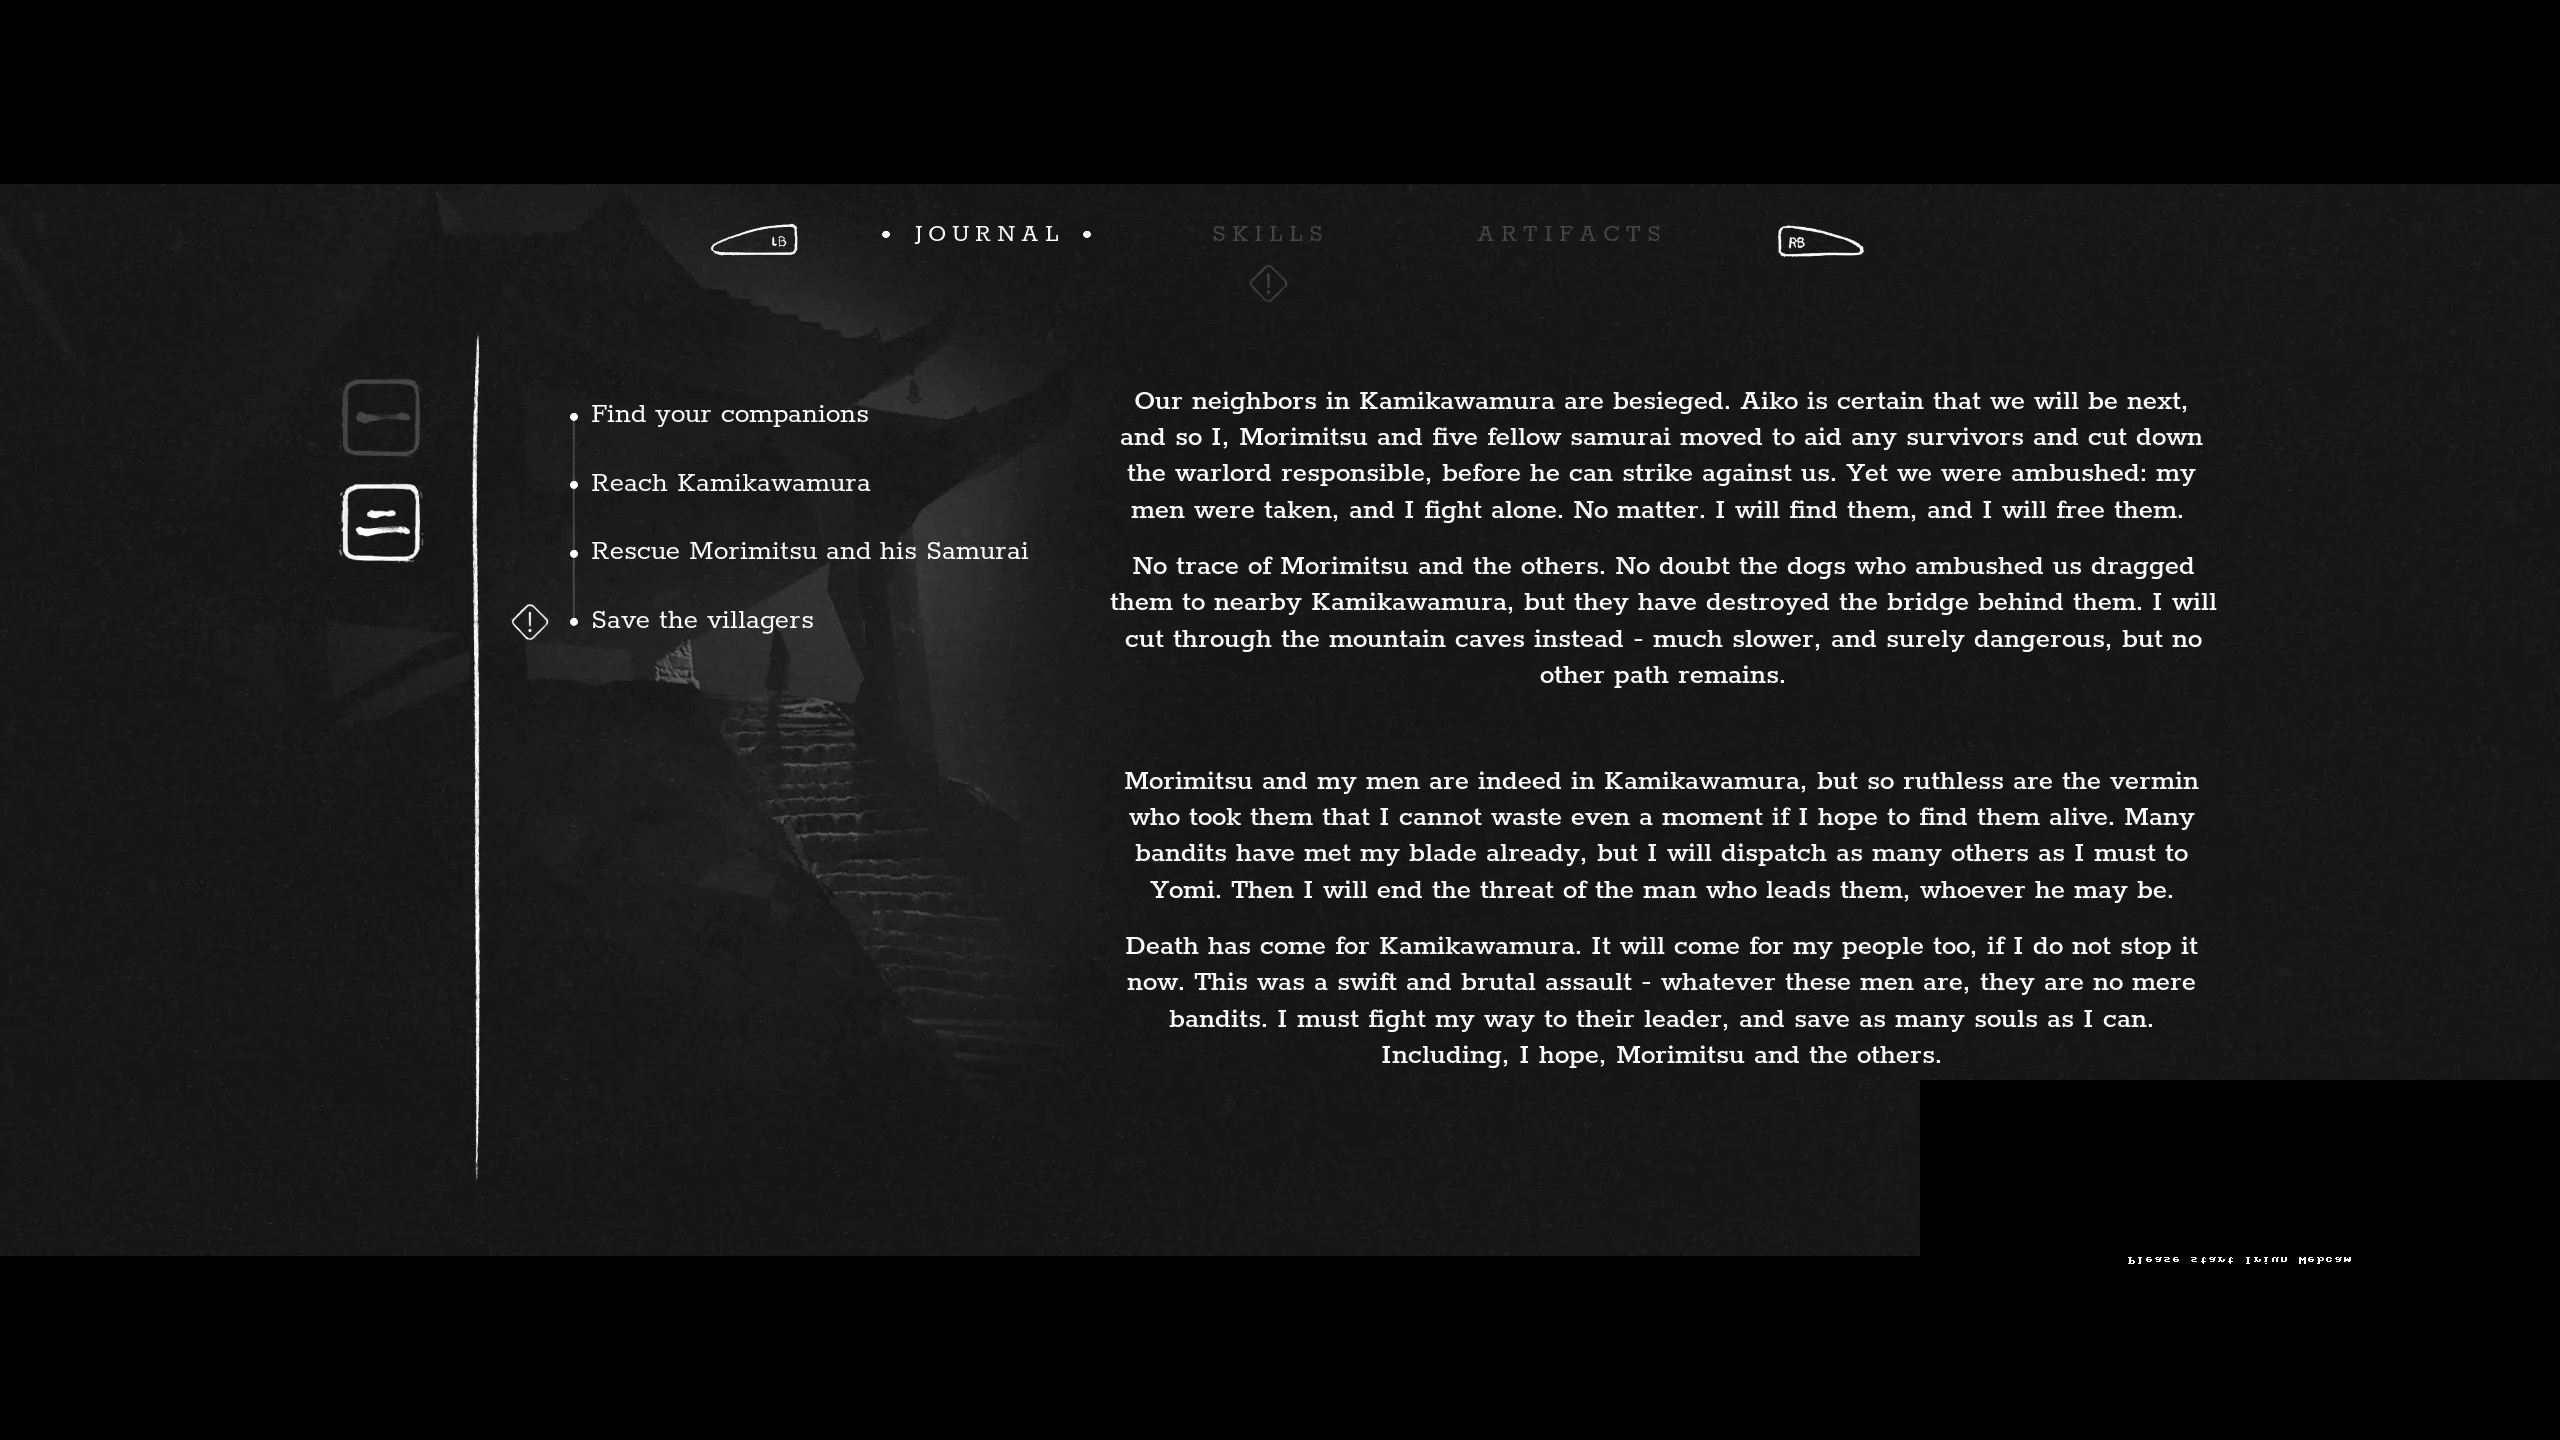 LB
• JOURNAL •
SKILLS
ARTIFACTS
RB
!
一
二
Find your companions
Reach Kamikawamura
Rescue Morimitsu and his Samurai
! Save the villagers
Our neighbors in Kamikawamura are besieged. Aiko is certain that we will be next,
and so I, Morimitsu and five fellow samurai moved to aid any survivors and cut down
the warlord responsible, before he can strike against us. Yet we were ambushed: my
men were taken, and I fight alone. No matter. I will find them, and I will free them.
No trace of Morimitsu and the others. No doubt the dogs who ambushed us dragged
them to nearby Kamikawamura, but they have destroyed the bridge behind them. I will
cut through the mountain caves instead - much slower, and surely dangerous, but no
other path remains.
Morimitsu and my men are indeed in Kamikawamura, but so ruthless are the vermin
who took them that I cannot waste even a moment if I hope to find them alive. Many
bandits have met my blade already, but I will dispatch as many others as I must to
Yomi. Then I will end the threat of the man who leads them, whoever he may be.
Death has come for Kamikawamura. It will come for my people too, if I do not stop it
now. This was a swift and brutal assault - whatever these men are, they are no mere
bandits. I must fight my way to their leader, and save as many souls as I can.
Including, I hope, Morimitsu and the others.
Please start Iriun Webcam